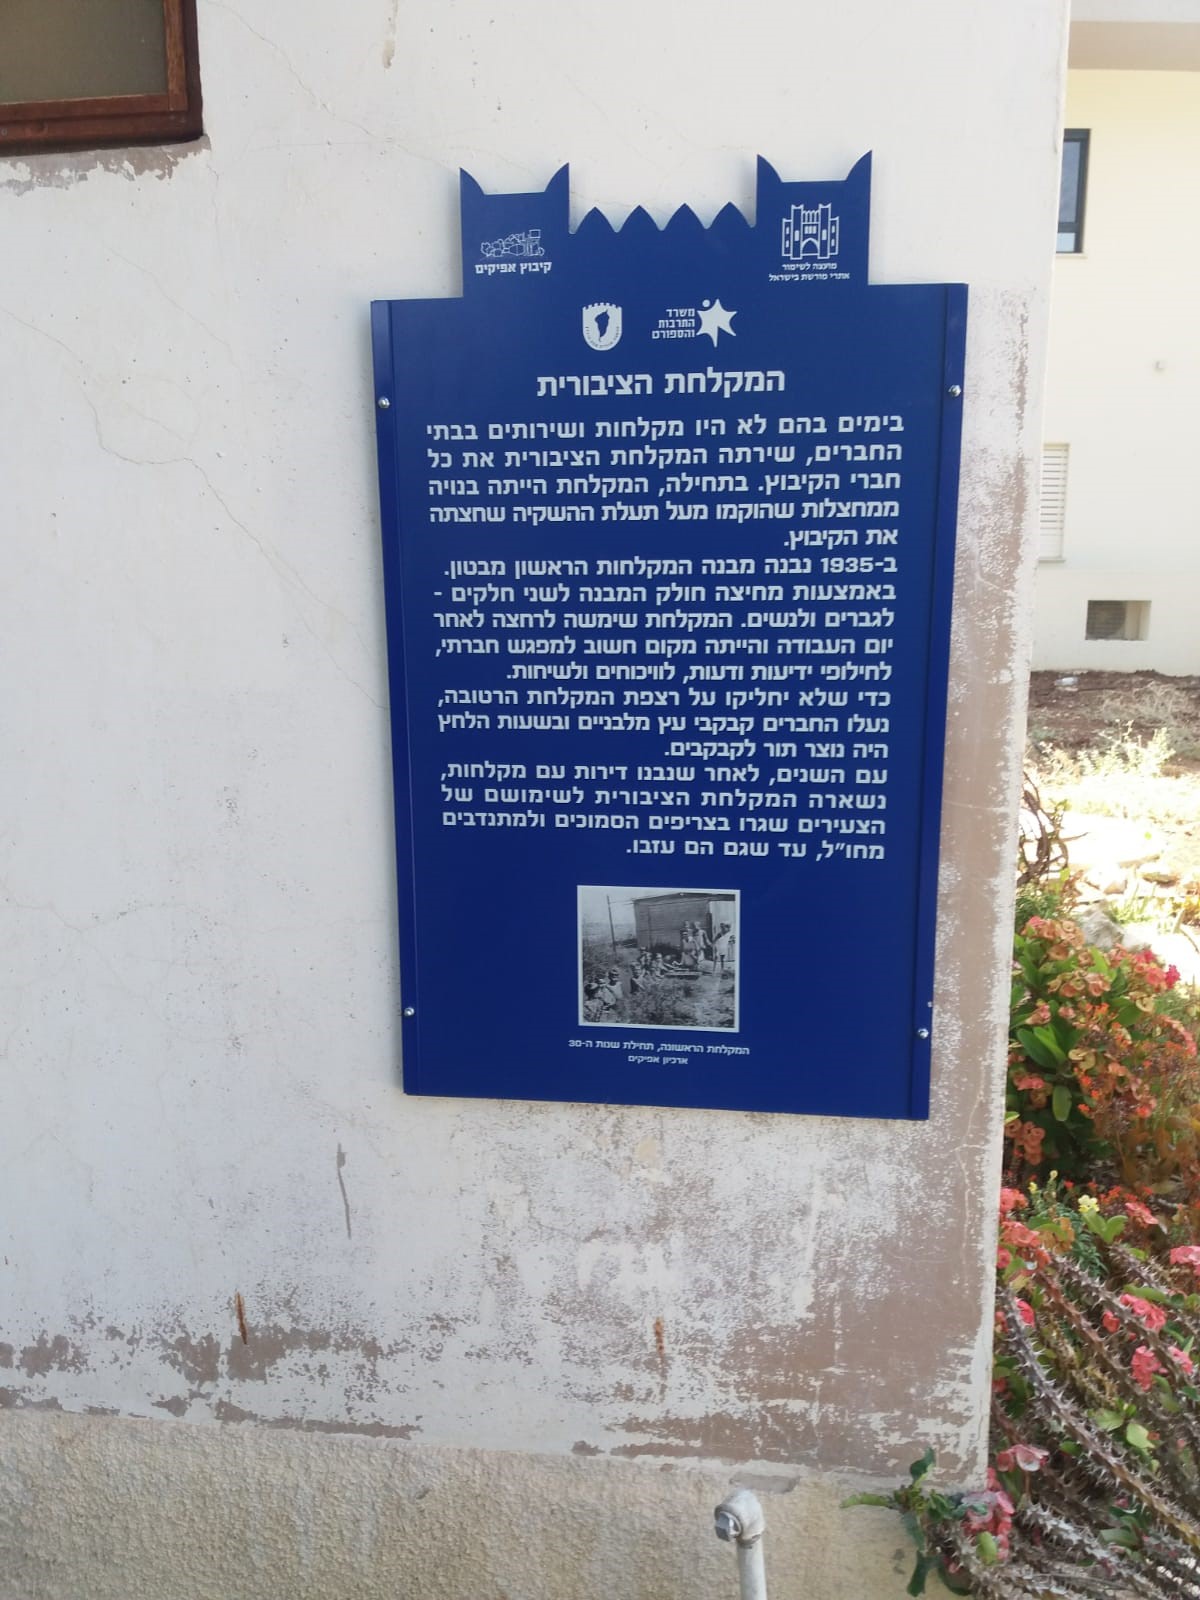 קיבוץ אפיקים
מועצה לשימור
אתרי מורשת בישראל
משרד
התרבות
והספורט
המקלחת הציבורית
בימים בהם לא היו מקלחות ושירותים בבתי
החברים, שירתה המקלחת הציבורית את כל
חברי הקיבוץ. בתחילה, המקלחת הייתה בנויה
ממחצלות שהוקמו מעל תעלת ההשקיה שחצתה
את הקיבוץ.
ב-1935 נבנה מבנה המקלחות הראשון מבטון.
באמצעות מחיצה חולק המבנה לשני חלקים -
לגברים ולנשים. המקלחת שימשה לרחצה לאחר
יום העבודה והייתה מקום חשוב למפגש חברתי,
לחילופי ידיעות ודעות, לוויכוחים ולשיחות.
כדי שלא יחליקו על רצפת המקלחת הרטובה,
נעלו החברים קבקבי עץ מלבניים ובשעות הלחץ
היה נוצר תור לקבקבים.
עם השנים, לאחר שנבנו דירות עם מקלחות,
נשארה המקלחת הציבורית לשימושם של
הצעירים שגרו בצריפים הסמוכים ולמתנדבים
מחו"ל, עד שגם הם עזבו.
המקלחת הראשונה, תחילת שנות ה-30
ארכיון אפיקים